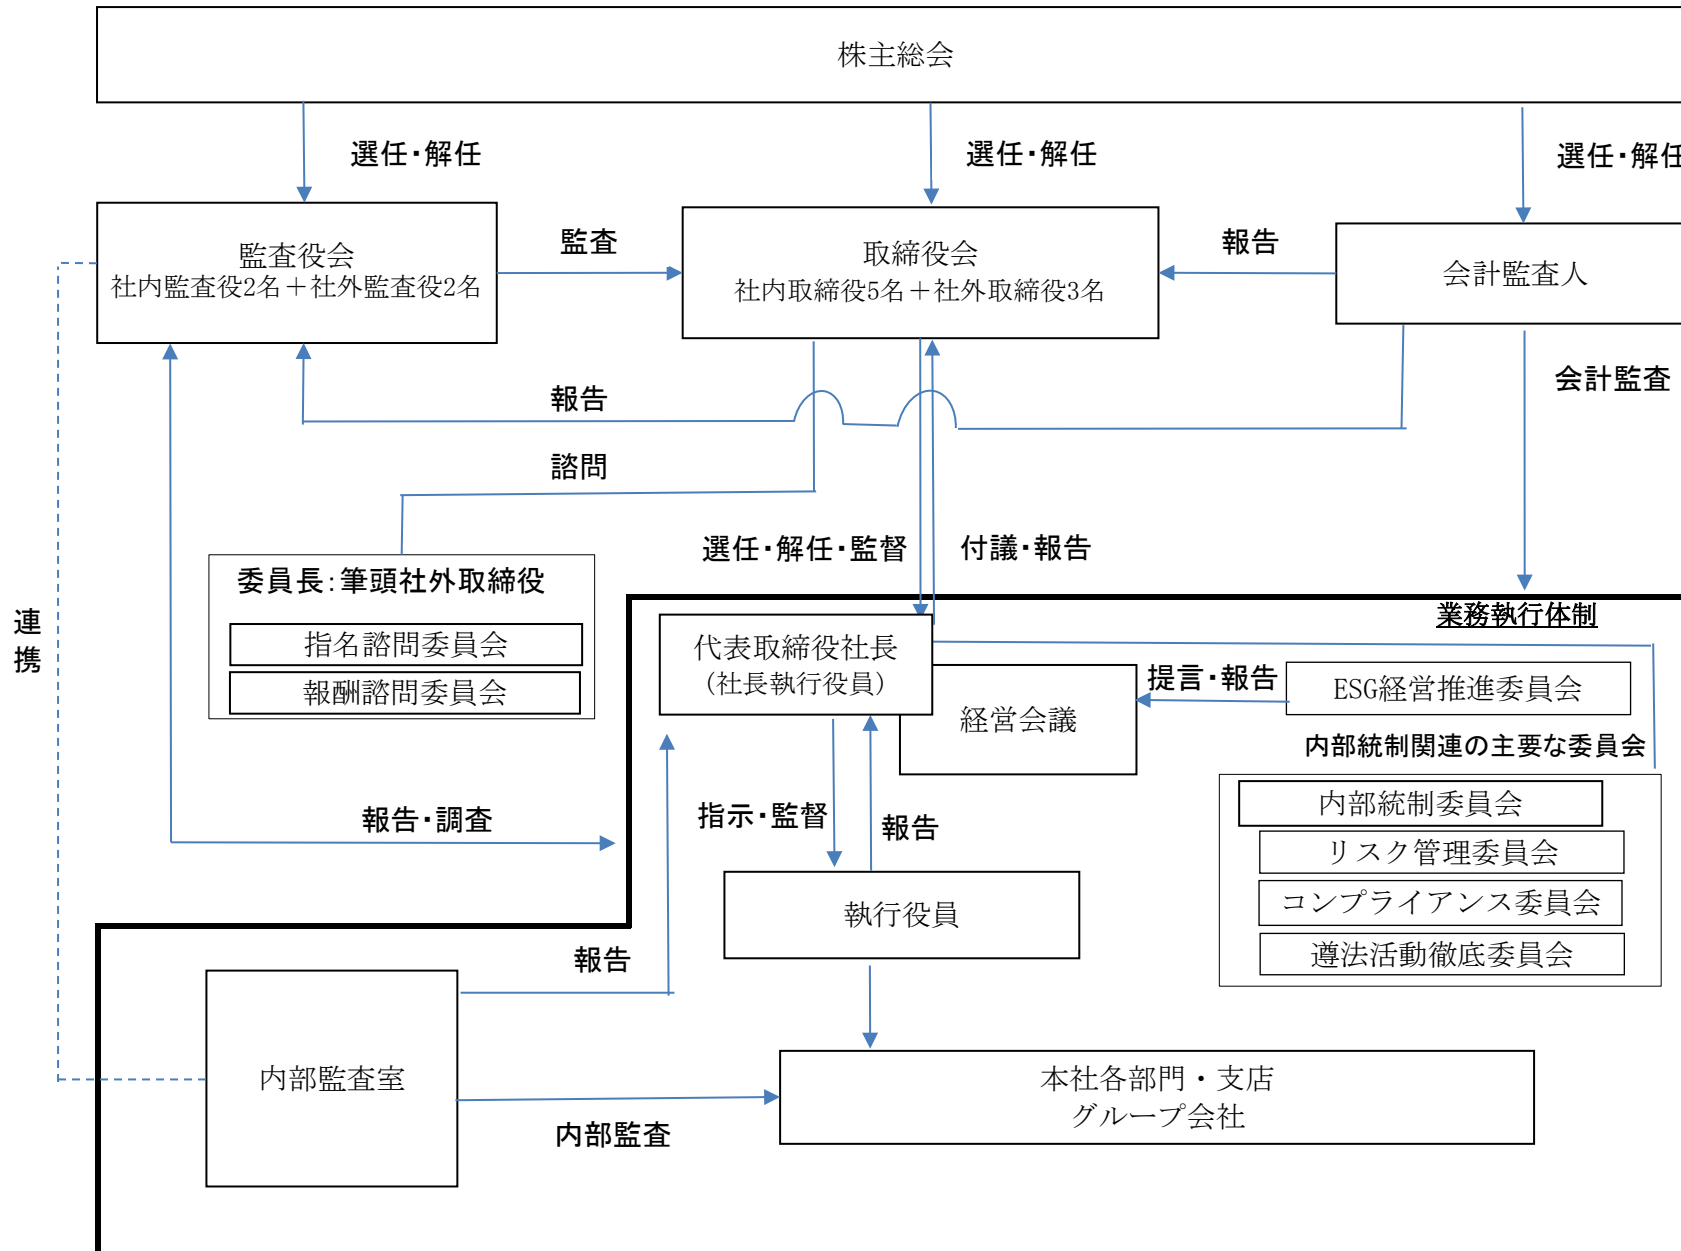 株主総会
選任・解任
選任・解任
選任・解任
監査役会
社内監査役2名＋社外監査役2名
監査
取締役会
社内取締役5名＋社外取締役3名
報告
会計監査人
報告
会計監査
諮問
選任・解任・監督
付議・報告
委員長：筆頭社外取締役
指名諮問委員会
報酬諮問委員会
連携
業務執行体制
代表取締役社長
（社長執行役員）
経営会議
提言・報告
ESG経営推進委員会
内部統制関連の主要な委員会
内部統制委員会
リスク管理委員会
コンプライアンス委員会
遵法活動徹底委員会
報告・調査
指示・監督
報告
執行役員
報告
内部監査室
内部監査
本社各部門・支店
グループ会社